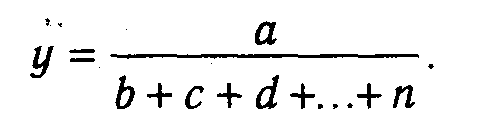 y = a / (b + c + d +...+ n).